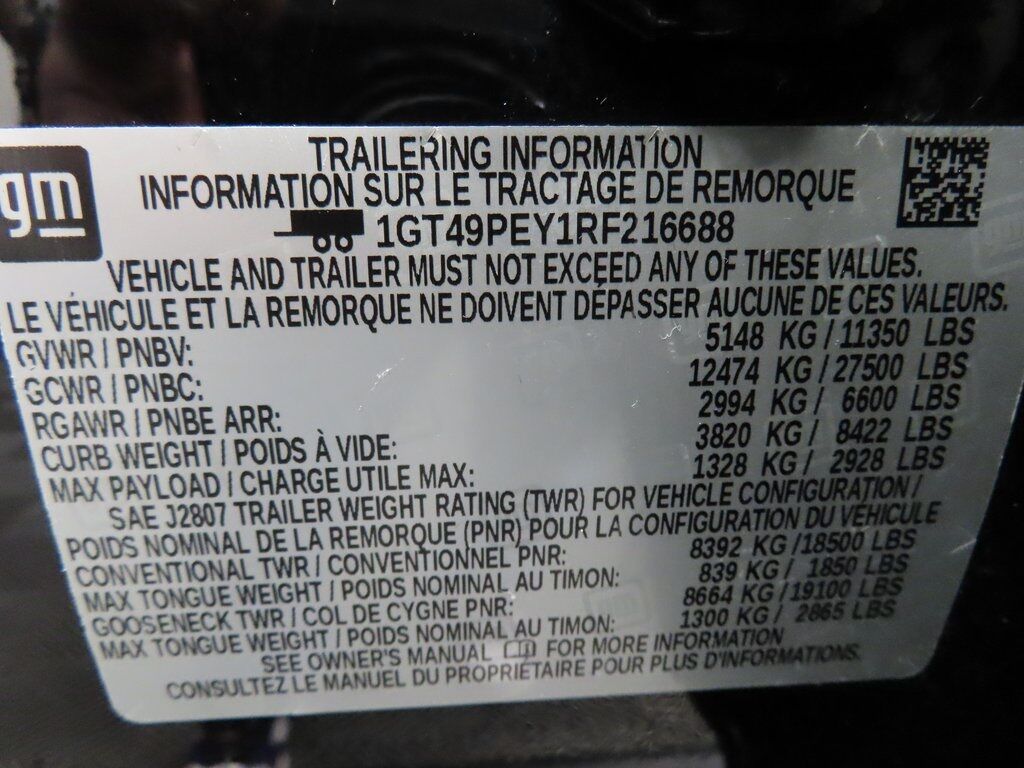 gm
TRAILERING INFORMATION
INFORMATION SUR LE TRACTAGE DE REMORQUE
1GT49PEY1RF216688
VEHICLE AND TRAILER MUST NOT EXCEED ANY OF THESE VALUES.
LE VÉHICULE ET LA REMORQUE NE DOIVENT DÉPASSER AUCUNE DE CES VALEURS.
GVWR / PNBV: 5148 KG / 11350 LBS
GCWR / PNBC: 12474 KG / 27500 LBS
RGAWR / PNBE ARR: 2994 KG / 6600 LBS
CURB WEIGHT / POIDS À VIDE: 3820 KG / 8422 LBS
MAX PAYLOAD / CHARGE UTILE MAX: 1328 KG / 2928 LBS
SAE J2807 TRAILER WEIGHT RATING (TWR) FOR VEHICLE CONFIGURATION /
POIDS NOMINAL DE LA REMORQUE (PNR) POUR LA CONFIGURATION DU VÉHICULE
CONVENTIONAL TWR / CONVENTIONNEL PNR: 8392 KG / 18500 LBS
MAX TONGUE WEIGHT / POIDS NOMINAL AU TIMON: 839 KG / 1850 LBS
GOOSENECK TWR / COL DE CYGNE PNR: 8664 KG / 19100 LBS
MAX TONGUE WEIGHT / POIDS NOMINAL AU TIMON: 1300 KG / 2865 LBS
SEE OWNER'S MANUAL FOR MORE INFORMATION
CONSULTEZ LE MANUEL DU PROPRIÉTAIRE POUR PLUS D'INFORMATIONS.